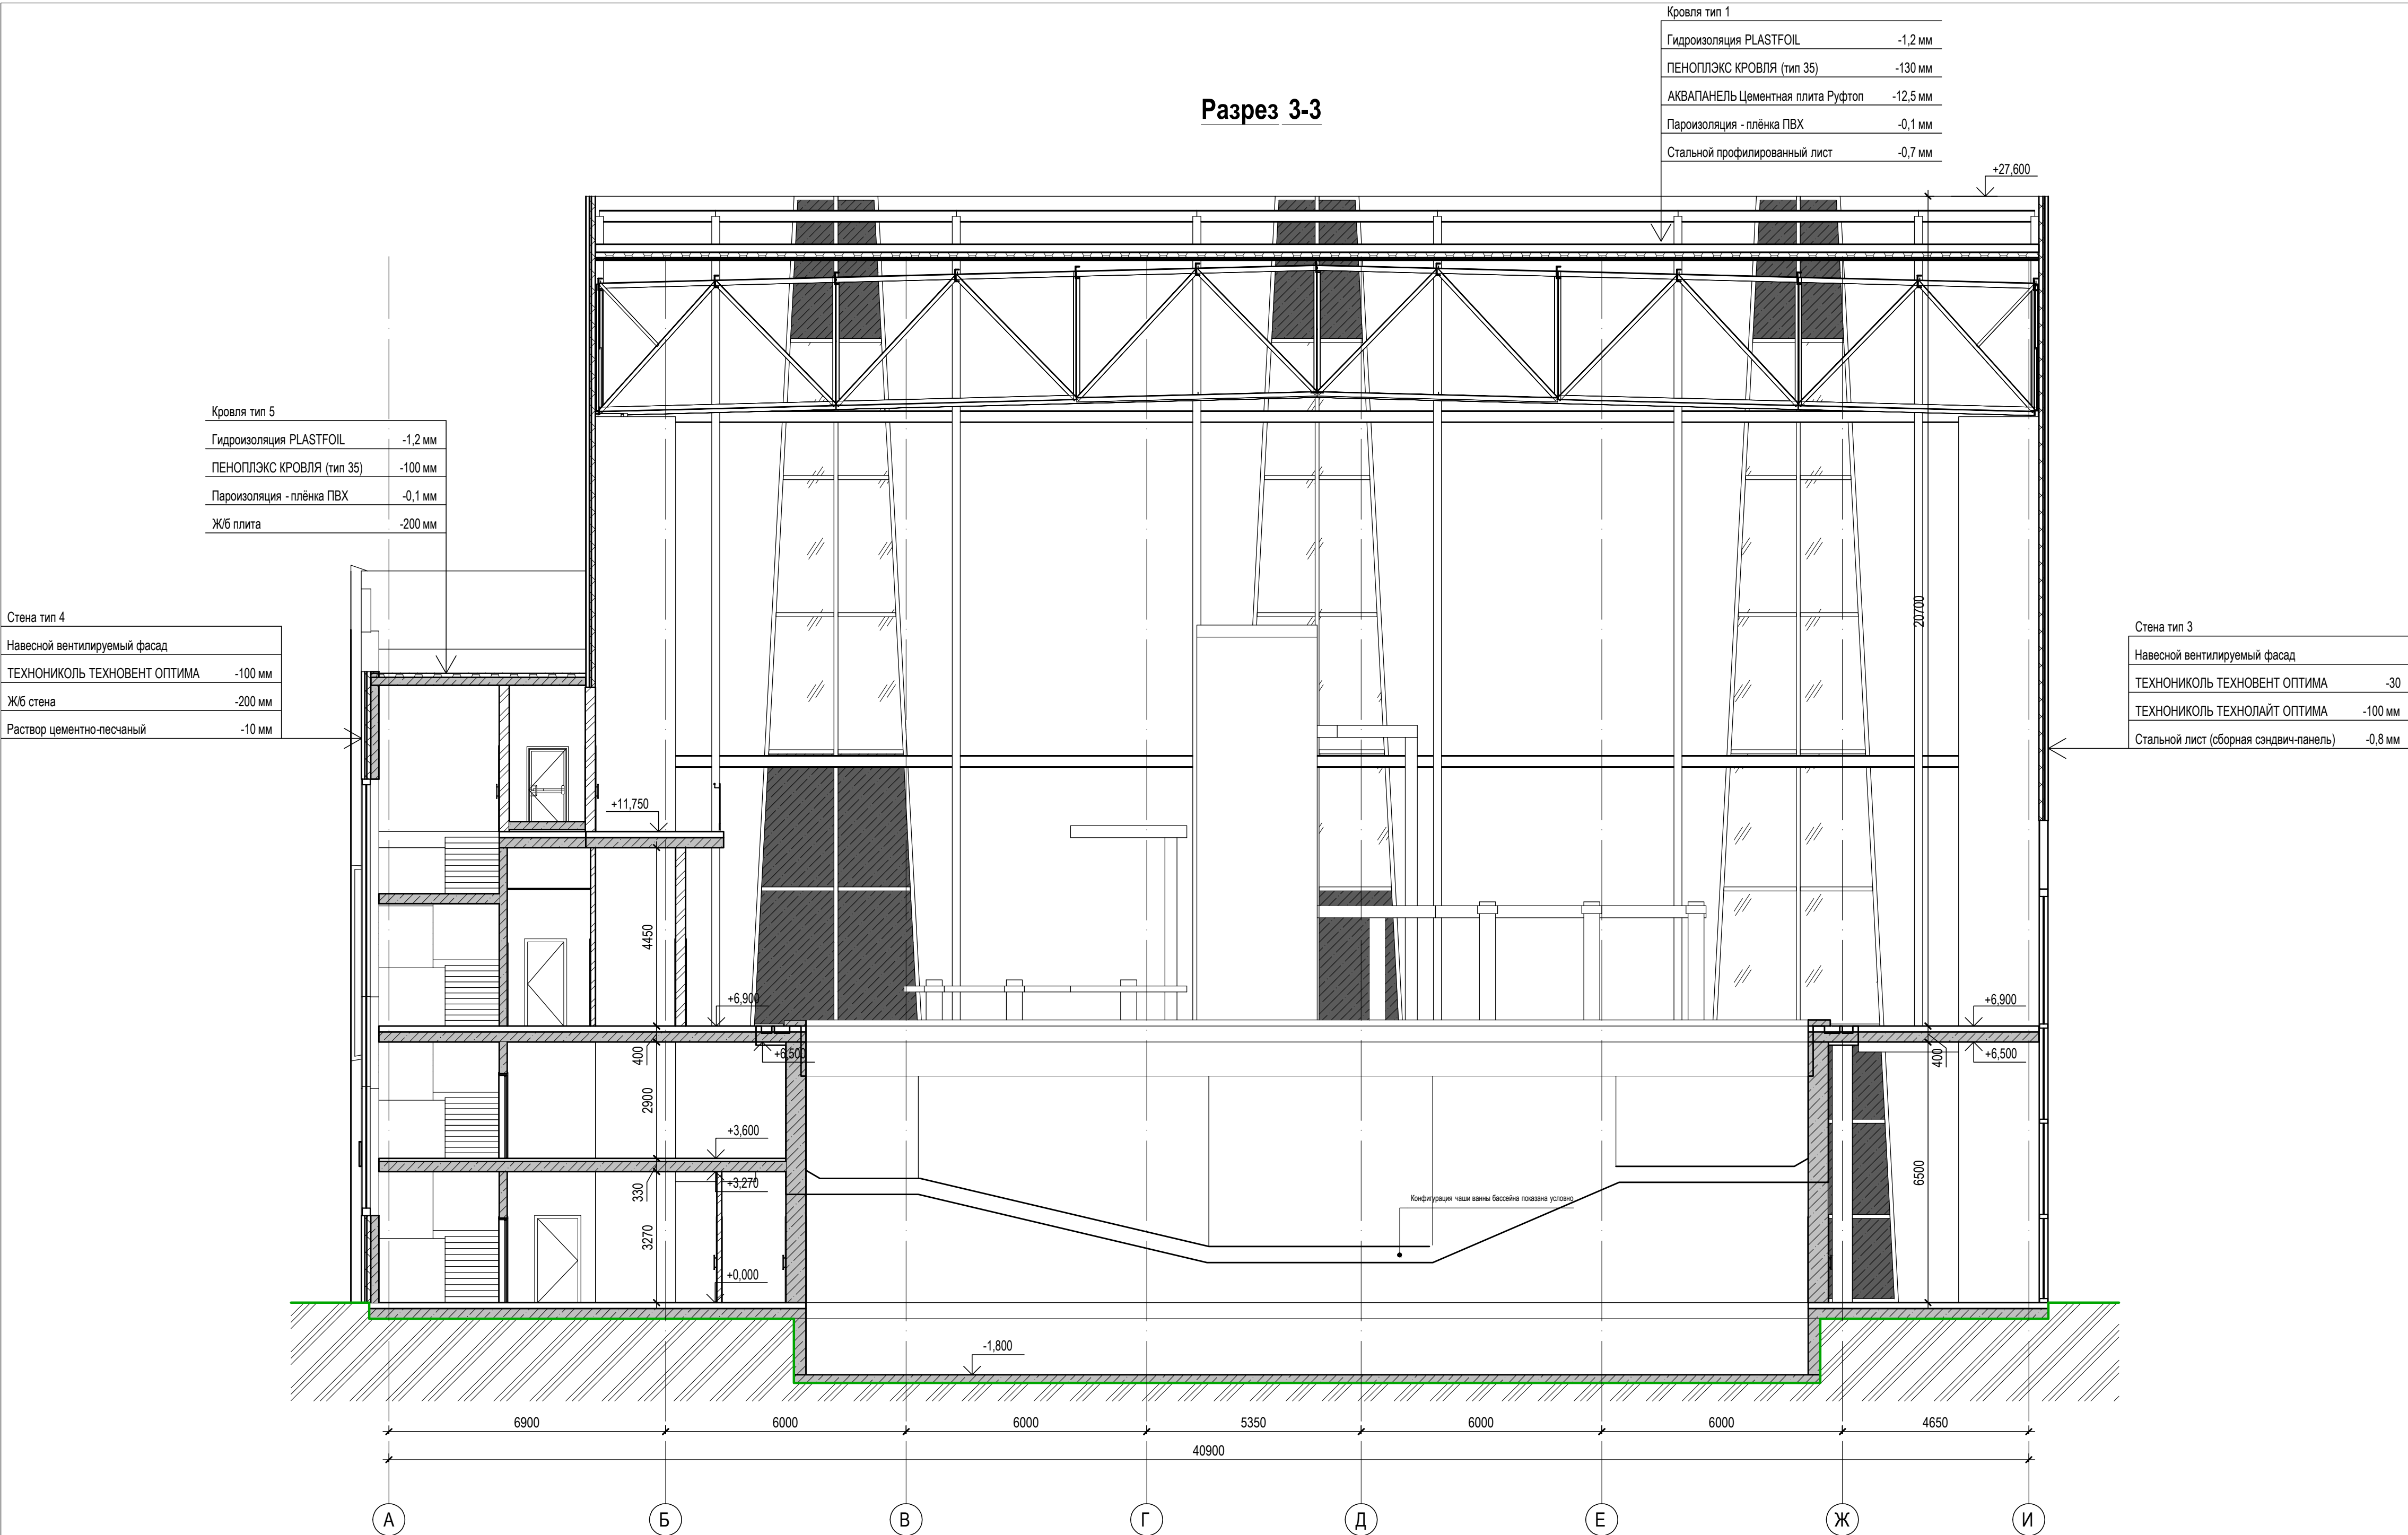 Разрез 3-3
Кровля тип 1
Гидроизоляция PLASTFOIL -1,2 мм
ПЕНОПЛЭКС КРОВЛЯ (тип 35) -130 мм
АКВАПАНЕЛЬ Цементная плита Руфтоп -12,5 мм
Пароизоляция - плёнка ПВХ -0,1 мм
Стальной профилированный лист -0,7 мм
+27,600
Кровля тип 5
Гидроизоляция PLASTFOIL -1,2 мм
ПЕНОПЛЭКС КРОВЛЯ (тип 35) -100 мм
Пароизоляция - плёнка ПВХ -0,1 мм
Ж/б плита -200 мм
Стена тип 4
Навесной вентилируемый фасад
ТЕХНОНИКОЛЬ ТЕХНОВЕНТ ОПТИМА -100 мм
Ж/б стена -200 мм
Раствор цементно-песчаный -10 мм
20700
Стена тип 3
Навесной вентилируемый фасад
ТЕХНОНИКОЛЬ ТЕХНОВЕНТ ОПТИМА -30
ТЕХНОНИКОЛЬ ТЕХНОЛАЙТ ОПТИМА -100 мм
Стальной лист (сборная сэндвич-панель) -0,8 мм
+11,750
4450
+6,900
+6,900
400
+6,500
400
+6,500
2900
+3,600
330
+3,270
6500
Конфигурация чаши ванны бассейна показана условно
3270
+0,000
-1,800
6900 6000 6000 5350 6000 6000 4650
40900
А Б В Г Д Е Ж И